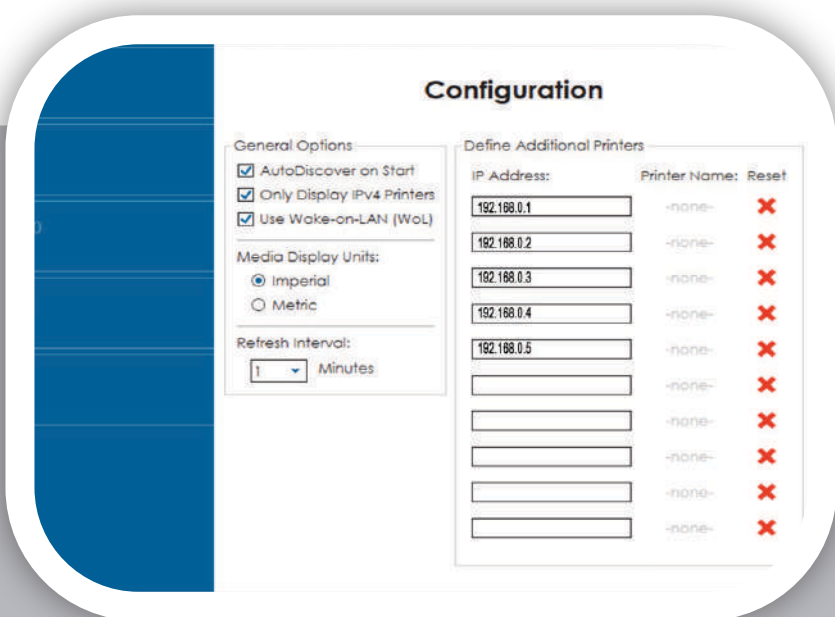 Configuration
General Options
AutoDiscover on Start
Only Display IPv4 Printers
Use Wake-on-LAN (WoL)
Media Display Units:
Imperial
Metric
Refresh Interval:
1 Minutes
Define Additional Printers
IP Address: Printer Name: Reset
192.168.0.1 -none-
192.168.0.2 -none-
192.168.0.3 -none-
192.168.0.4 -none-
192.168.0.5 -none-
-none-
-none-
-none-
-none-
-none-